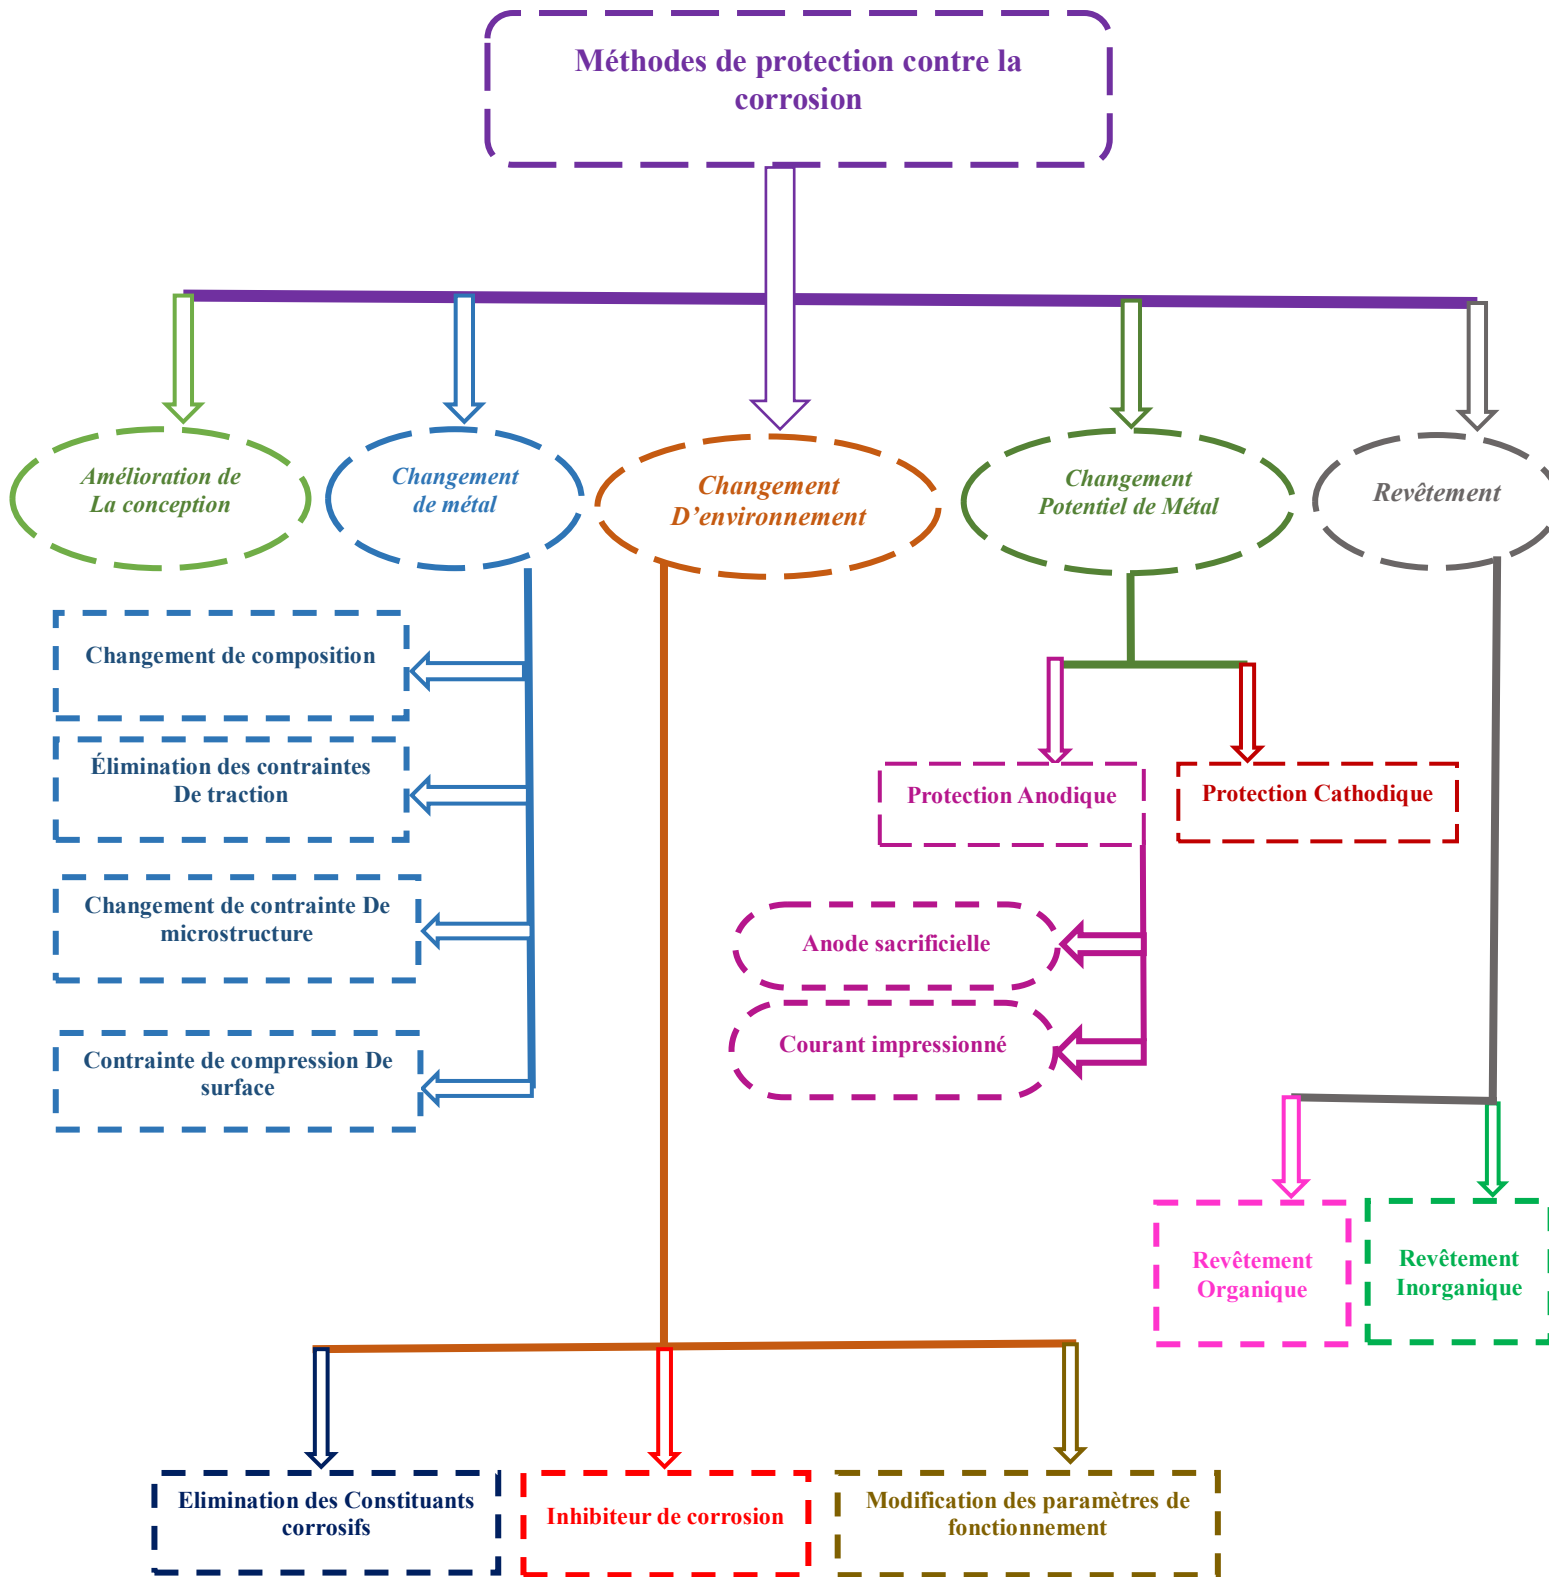 Méthodes de protection contre la
corrosion
Amélioration de
La conception
Changement
de métal
Changement
D’environnement
Changement
Potentiel de Métal
Revêtement
Changement de composition
Élimination des contraintes
De traction
Changement de contrainte De
microstructure
Contrainte de compression De
surface
Protection Anodique
Protection Cathodique
Anode sacrificielle
Courant impressionné
Revêtement
Organique
Revêtement
Inorganique
Elimination des Constituants
corrosifs
Inhibiteur de corrosion
Modification des paramètres de
fonctionnement